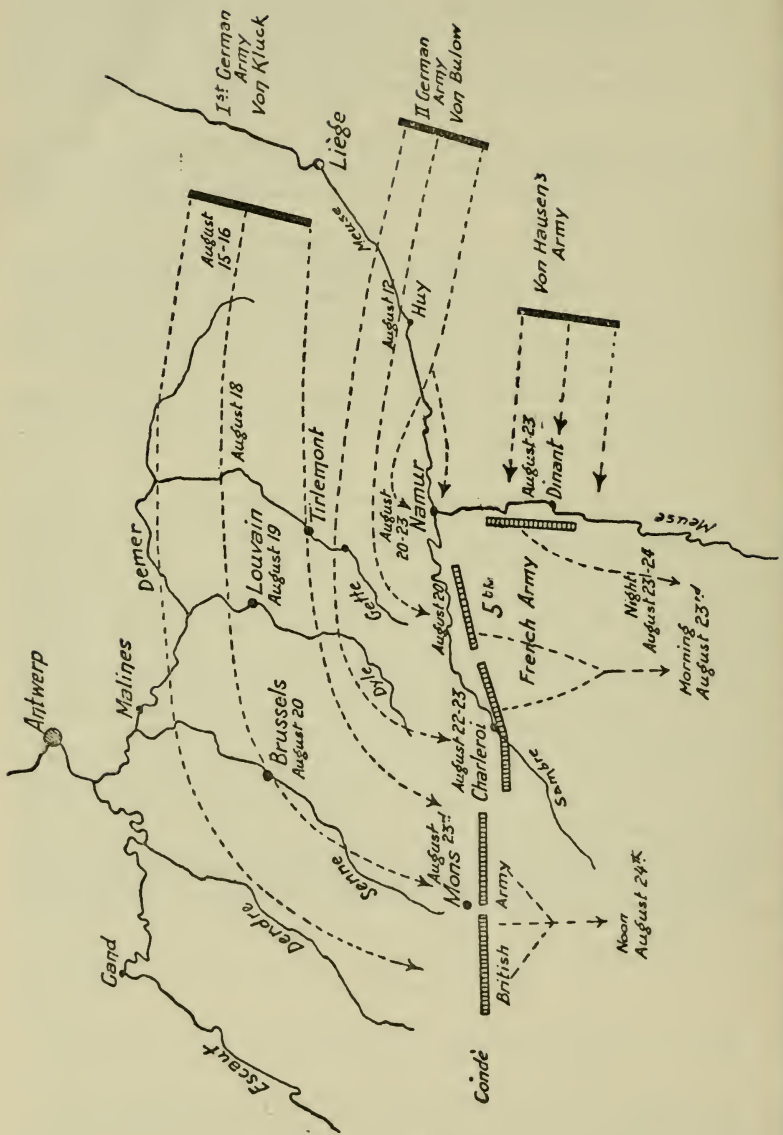 Antwerp
Malines
Gand
Escaut
Dendre
Senne
Brussels
August 20
Demer
Louvain
August 19
Dyle
Gette
Tirlemont
August 18
August
15-16
Ist German
Army
Von Kluck
Liège
Meuse
August 12
Huy
II German
Army
Von Bulow
Von Hausen's
Army
August
20-23
Namur
August 20
August 23
Dinant
Meuse
5th
French Army
August 22-23
Charleroi
Sambre
August
23rd
Mons
British
Army
Condé
Noon
August 24th
Night
August 23-24
Morning
August 23rd